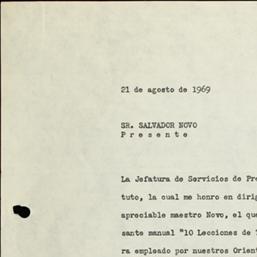 21 de agosto de 1969
SR. SALVADOR NOVO
P r e s e n t e
La Jefatura de Servicios de Pre
tuto, la cual me honro en dirig
apreciable maestro Novo, el que
sante manual "10 Lecciones de T
ra empleado por nuestros Orient